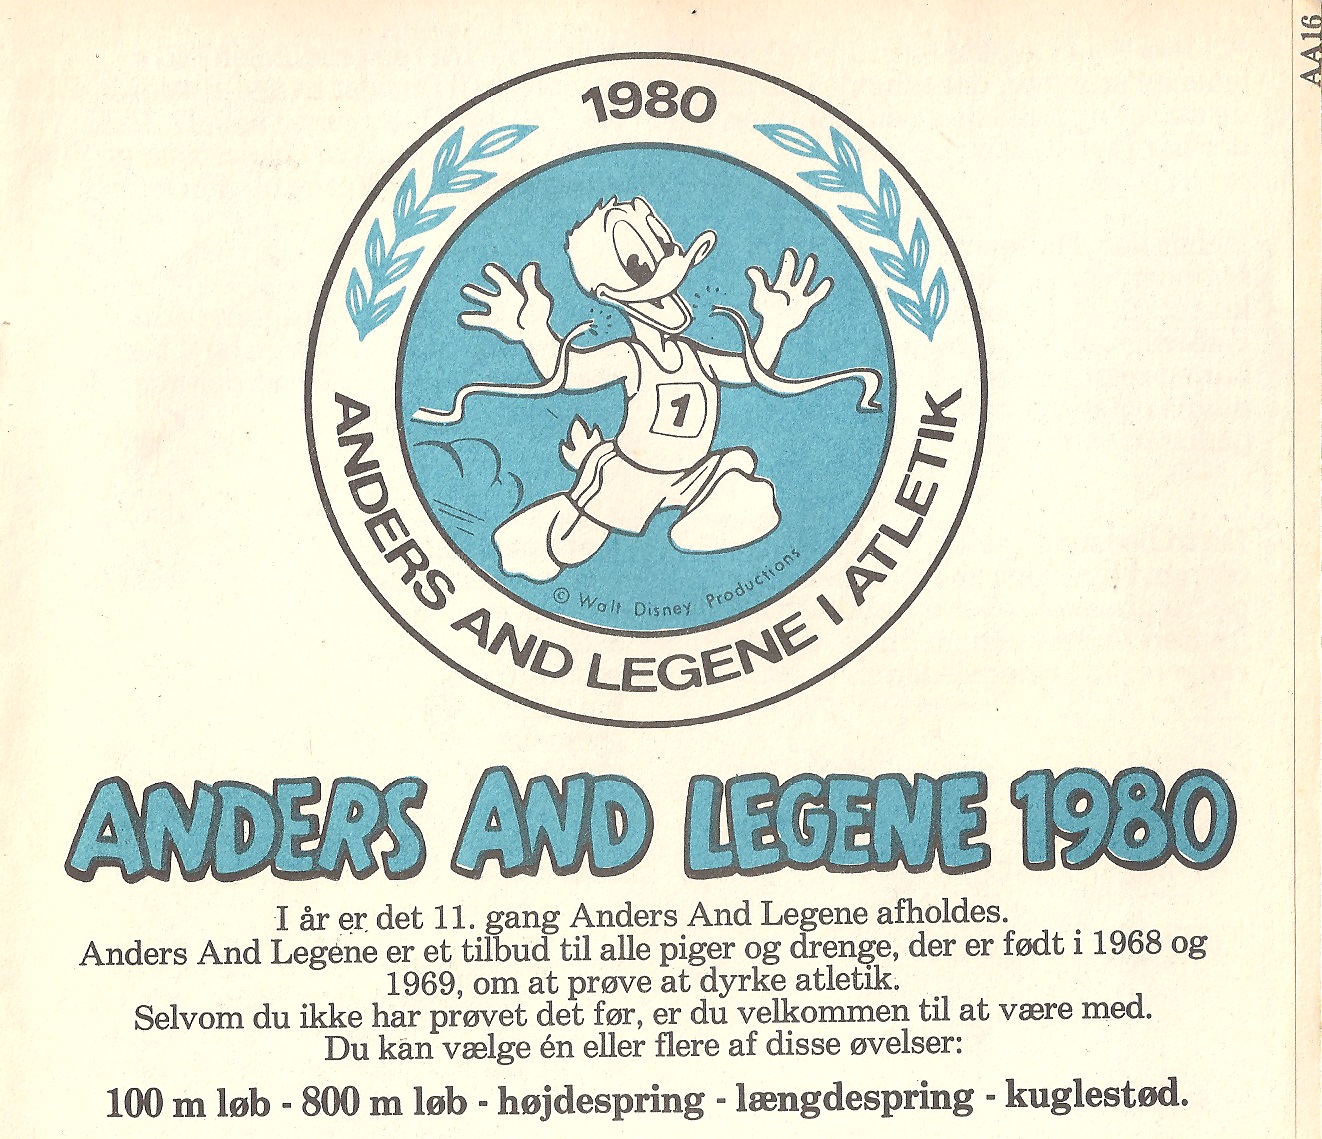 AA16
1980
ANDERS AND LEGENE I ATLETIK
1
© Walt Disney Productions
ANDERS AND LEGENE 1980
I år er det 11. gang Anders And Legene afholdes.
Anders And Legene er et tilbud til alle piger og drenge, der er født i 1968 og
1969, om at prøve at dyrke atletik.
Selvom du ikke har prøvet det før, er du velkommen til at være med.
Du kan vælge én eller flere af disse øvelser:
100 m løb - 800 m løb - højdespring - længdespring - kuglestød.